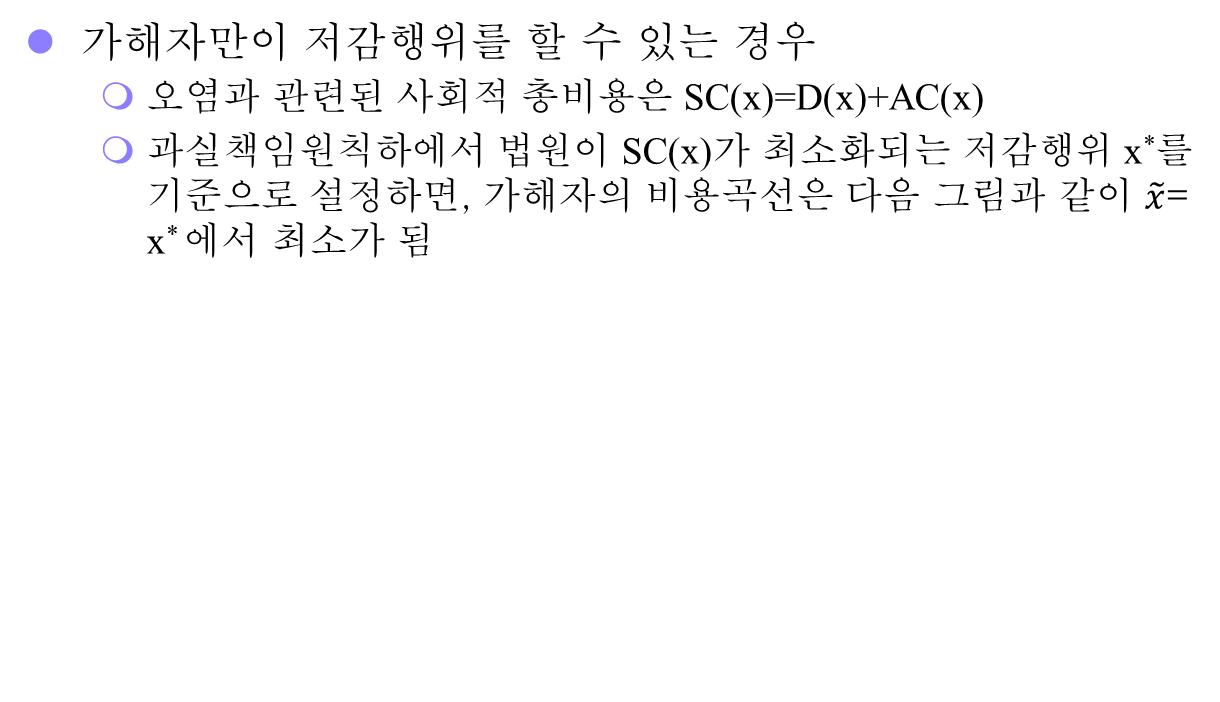 가해자만이 저감행위를 할 수 있는 경우
오염과 관련된 사회적 총비용은 SC(x)=D(x)+AC(x)
과실책임원칙하에서 법원이 SC(x)가 최소화되는 저감행위 x*를
기준으로 설정하면, 가해자의 비용곡선은 다음 그림과 같이 x̃=
x*에서 최소가 됨